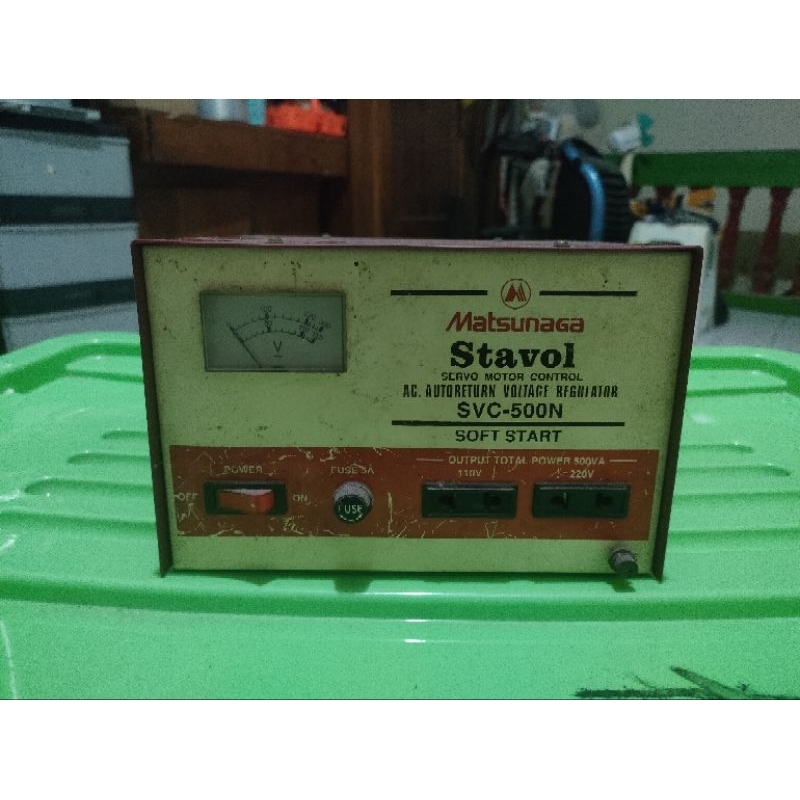 Matsunaga
Stavol
SERVO MOTOR CONTROL
AC. AUTORETURN VOLTAGE REGULATOR
SVC-500N
SOFT START
OUTPUT TOTAL POWER 500VA
110V 220V
POWER FUSE 5A
OFF ON
FUSE
V